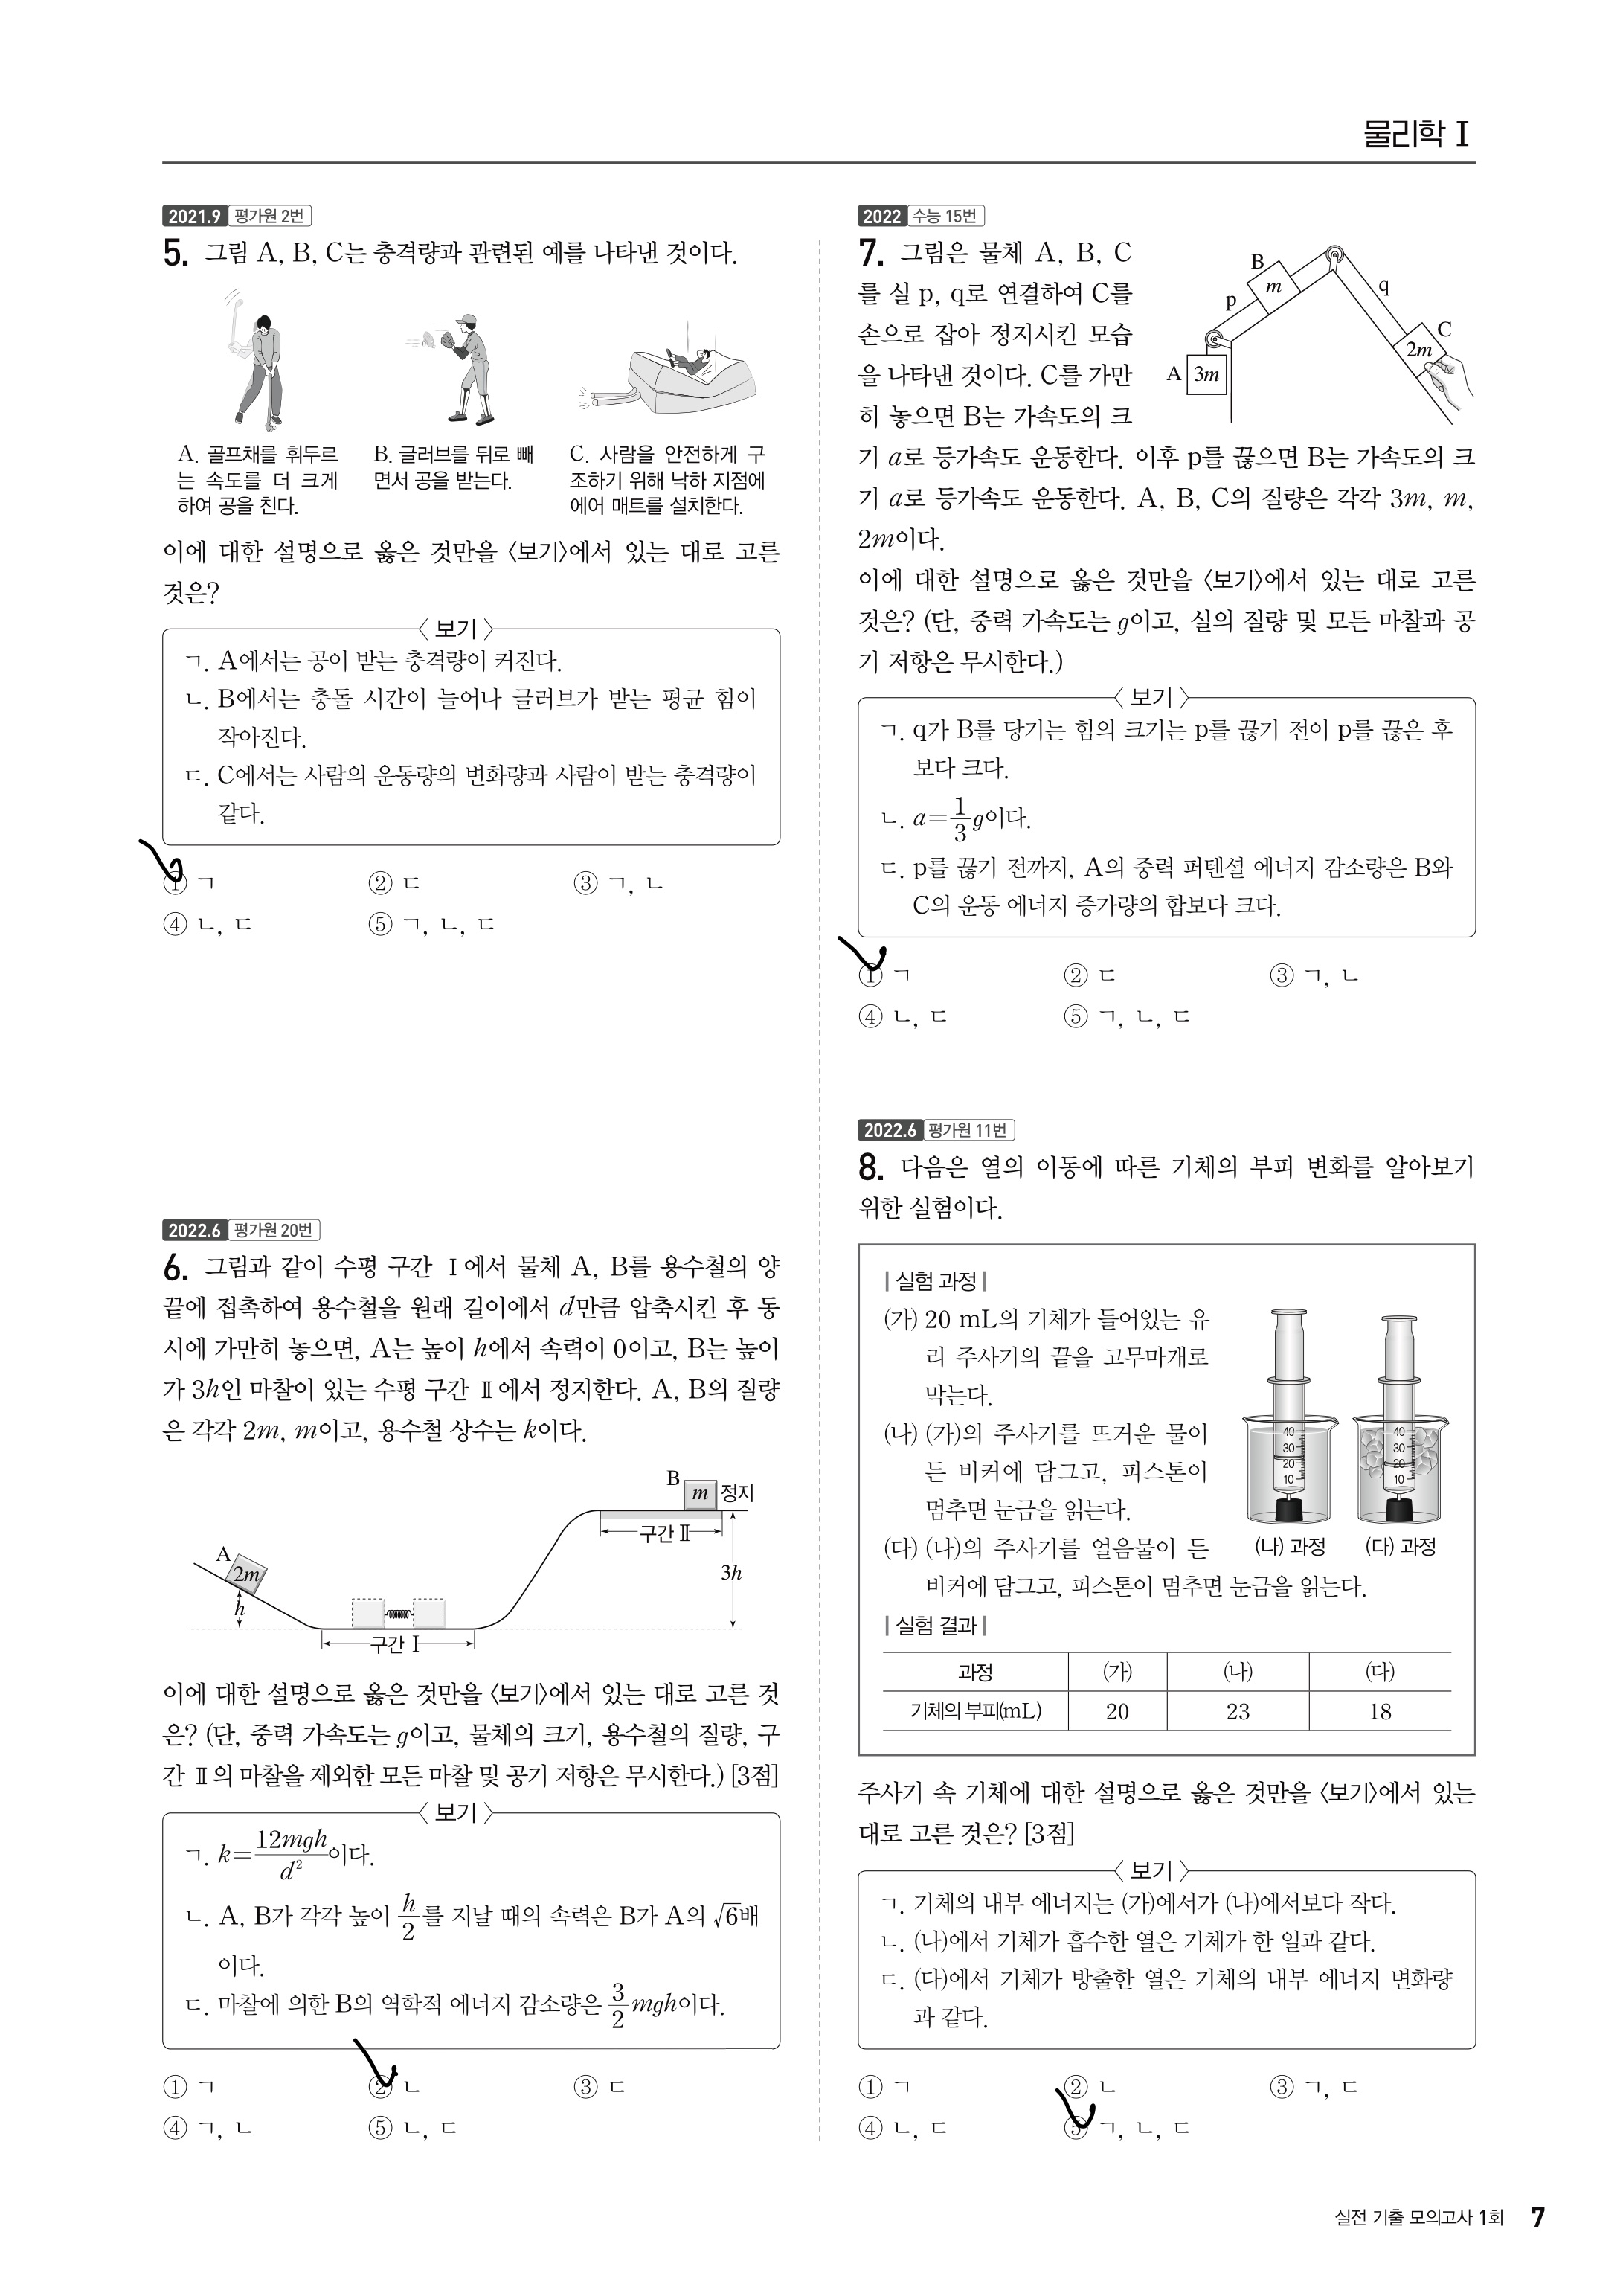 물리학 Ⅰ
2021.9 평가원 2번
5. 그림 A, B, C는 충격량과 관련된 예를 나타낸 것이다.
A. 골프채를 휘두르
는 속도를 더 크게
하여 공을 친다.
B. 글러브를 뒤로 빼
면서 공을 받는다.
C. 사람을 안전하게 구
조하기 위해 낙하 지점에
에어 매트를 설치한다.
이에 대한 설명으로 옳은 것만을 〈보기〉에서 있는 대로 고른
것은?
〈 보기 〉
ㄱ. A에서는 공이 받는 충격량이 커진다.
ㄴ. B에서는 충돌 시간이 늘어나 글러브가 받는 평균 힘이
작아진다.
ㄷ. C에서는 사람의 운동량의 변화량과 사람이 받는 충격량이
같다.
① ㄱ ② ㄷ ③ ㄱ, ㄴ
④ ㄴ, ㄷ ⑤ ㄱ, ㄴ, ㄷ
2022.6 평가원 20번
6. 그림과 같이 수평 구간 Ⅰ에서 물체 A, B를 용수철의 양
끝에 접촉하여 용수철을 원래 길이에서 d만큼 압축시킨 후 동
시에 가만히 놓으면, A는 높이 h에서 속력이 0이고, B는 높이
가 3h인 마찰이 있는 수평 구간 Ⅱ에서 정지한다. A, B의 질량
은 각각 2m, m이고, 용수철 상수는 k이다.
B m 정지
구간 Ⅱ
A 2m
3h
h
구간 Ⅰ
이에 대한 설명으로 옳은 것만을 〈보기〉에서 있는 대로 고른 것
은? (단, 중력 가속도는 g이고, 물체의 크기, 용수철의 질량, 구
간 Ⅱ의 마찰을 제외한 모든 마찰 및 공기 저항은 무시한다.) [3점]
〈 보기 〉
ㄱ. k=12mgh/d²이다.
ㄴ. A, B가 각각 높이 h/2를 지날 때의 속력은 B가 A의 √6배
이다.
ㄷ. 마찰에 의한 B의 역학적 에너지 감소량은 3/2mgh이다.
① ㄱ ② ㄴ ③ ㄷ
④ ㄱ, ㄴ ⑤ ㄴ, ㄷ
2022 수능 15번
7. 그림은 물체 A, B, C
를 실 p, q로 연결하여 C를
손으로 잡아 정지시킨 모습
을 나타낸 것이다. C를 가만
히 놓으면 B는 가속도의 크
B
m
p
q
C
2m
A 3m
기 a로 등가속도 운동한다. 이후 p를 끊으면 B는 가속도의 크
기 a로 등가속도 운동한다. A, B, C의 질량은 각각 3m, m,
2m이다.
이에 대한 설명으로 옳은 것만을 〈보기〉에서 있는 대로 고른
것은? (단, 중력 가속도는 g이고, 실의 질량 및 모든 마찰과 공
기 저항은 무시한다.)
〈 보기 〉
ㄱ. q가 B를 당기는 힘의 크기는 p를 끊기 전이 p를 끊은 후
보다 크다.
ㄴ. a=1/3g이다.
ㄷ. p를 끊기 전까지, A의 중력 퍼텐셜 에너지 감소량은 B와
C의 운동 에너지 증가량의 합보다 크다.
① ㄱ ② ㄷ ③ ㄱ, ㄴ
④ ㄴ, ㄷ ⑤ ㄱ, ㄴ, ㄷ
2022.6 평가원 11번
8. 다음은 열의 이동에 따른 기체의 부피 변화를 알아보기
위한 실험이다.
| 실험 과정 |
(가) 20 mL의 기체가 들어있는 유
리 주사기의 끝을 고무마개로
막는다.
(나) (가)의 주사기를 뜨거운 물이
든 비커에 담그고, 피스톤이
멈추면 눈금을 읽는다.
(다) (나)의 주사기를 얼음물이 든
비커에 담그고, 피스톤이 멈추면 눈금을 읽는다.
40 40
30 30
20 20
10 10
(나) 과정 (다) 과정
| 실험 결과 |
과정 (가) (나) (다)
기체의 부피(mL) 20 23 18
주사기 속 기체에 대한 설명으로 옳은 것만을 〈보기〉에서 있는
대로 고른 것은? [3점]
〈 보기 〉
ㄱ. 기체의 내부 에너지는 (가)에서가 (나)에서보다 작다.
ㄴ. (나)에서 기체가 흡수한 열은 기체가 한 일과 같다.
ㄷ. (다)에서 기체가 방출한 열은 기체의 내부 에너지 변화량
과 같다.
① ㄱ ② ㄴ ③ ㄱ, ㄷ
④ ㄴ, ㄷ ⑤ ㄱ, ㄴ, ㄷ
실전 기출 모의고사 1회 7